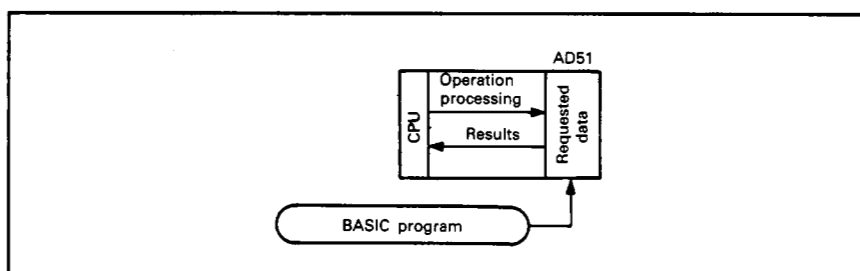 AD51
Operation
processing
CPU
Results
Requested
data
BASIC program